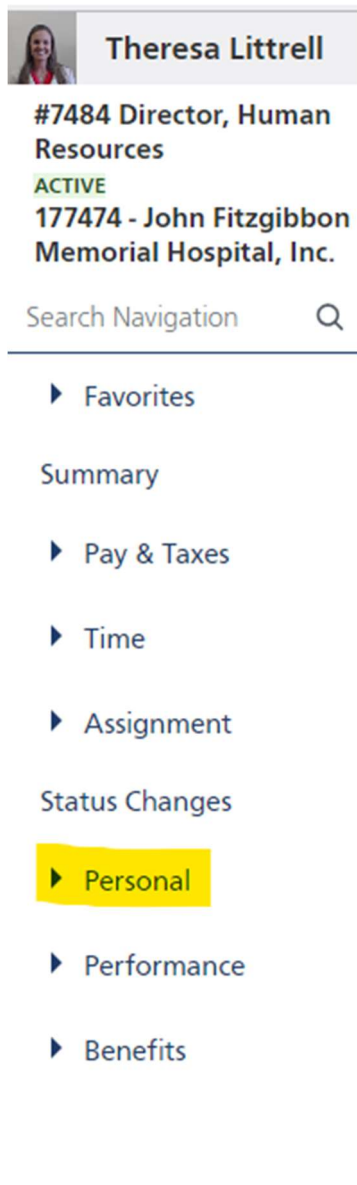 Theresa Littrell
#7484 Director, Human
Resources
ACTIVE
177474 - John Fitzgibbon
Memorial Hospital, Inc.
Search Navigation
Favorites
Summary
Pay & Taxes
Time
Assignment
Status Changes
Personal
Performance
Benefits